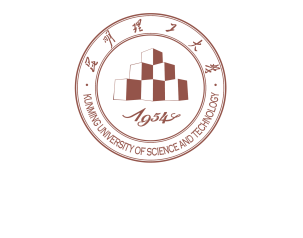 昆明理工大学
1954
KUNMING UNIVERSITY OF SCIENCE AND TECHNOLOGY